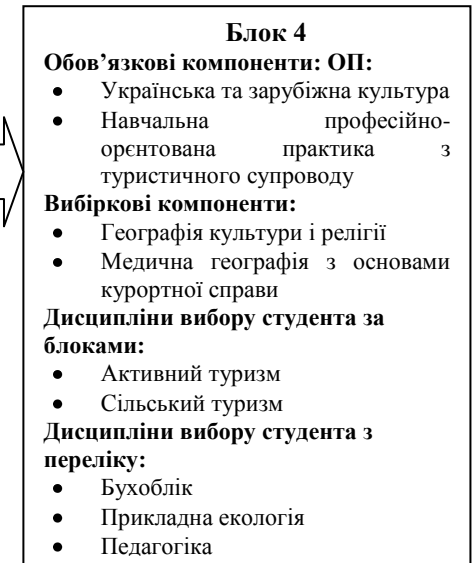 Блок 4
Обов’язкові компоненти: ОП:
• Українська та зарубіжна культура
• Навчальна професійно-
орєнтована практика з
туристичного супроводу
Вибіркові компоненти:
• Географія культури і релігії
• Медична географія з основами
курортної справи
Дисципліни вибору студента за
блоками:
• Активний туризм
• Сільський туризм
Дисципліни вибору студента з
переліку:
• Бухоблік
• Прикладна екологія
• Педагогіка